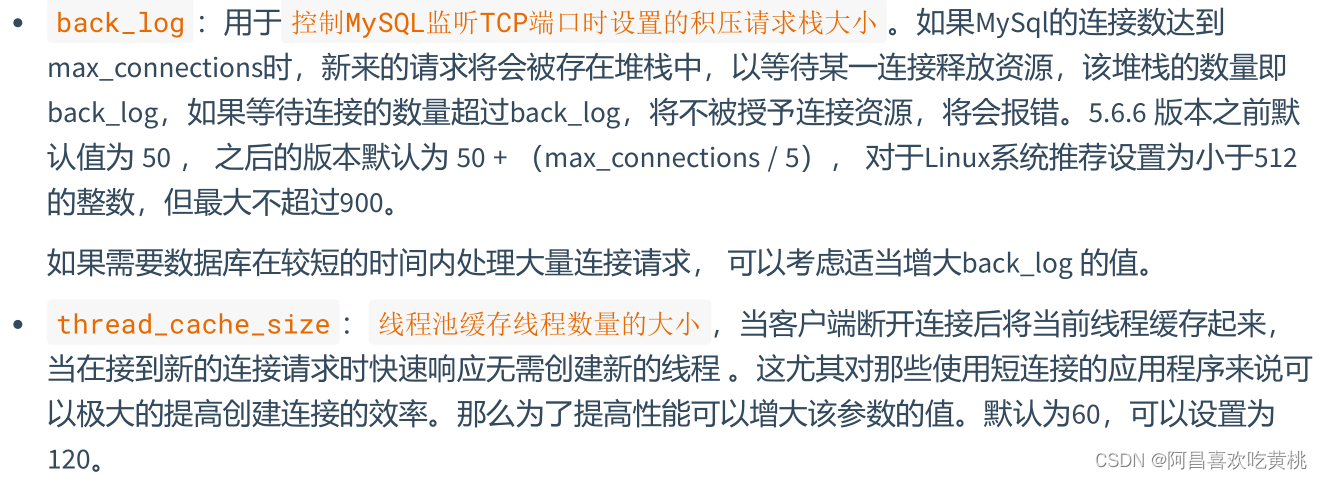 • back_log：用于 控制MySQL监听TCP端口时设置的积压请求栈大小 。如果MySql的连接数达到
max_connections时，新来的请求将会被存在堆栈中，以等待某一连接释放资源，该堆栈的数量即
back_log，如果等待连接的数量超过back_log，将不被授予连接资源，将会报错。5.6.6 版本之前默
认值为 50 ， 之后的版本默认为 50 + （max_connections / 5）， 对于Linux系统推荐设置为小于512
的整数，但最大不超过900。
如果需要数据库在较短的时间内处理大量连接请求， 可以考虑适当增大back_log 的值。
• thread_cache_size： 线程池缓存线程数量的大小 ，当客户端断开连接后将当前线程缓存起来，
当在接到新的连接请求时快速响应无需创建新的线程 。这尤其对那些使用短连接的应用程序来说可
以极大的提高创建连接的效率。那么为了提高性能可以增大该参数的值。默认为60，可以设置为
120。
CSDN @阿昌喜欢吃黄桃